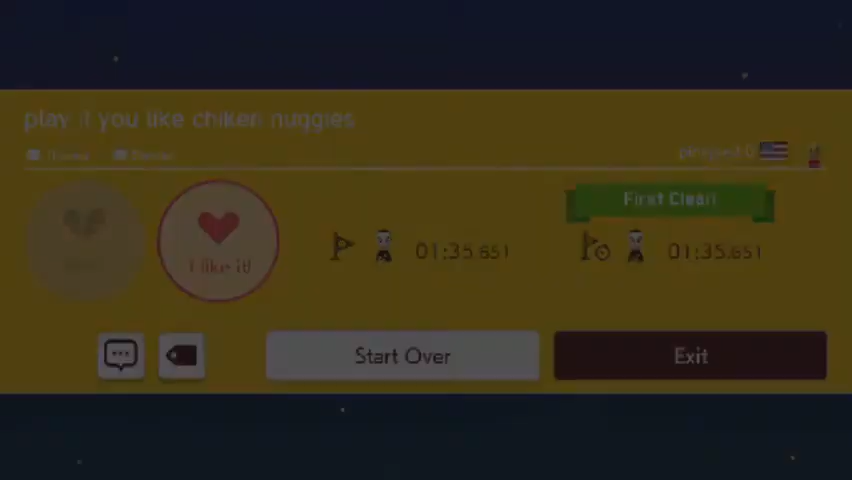 play if you like chiken nuggies
I like it!
01:35.651
First Clear!
01:35.651
Start Over
Exit